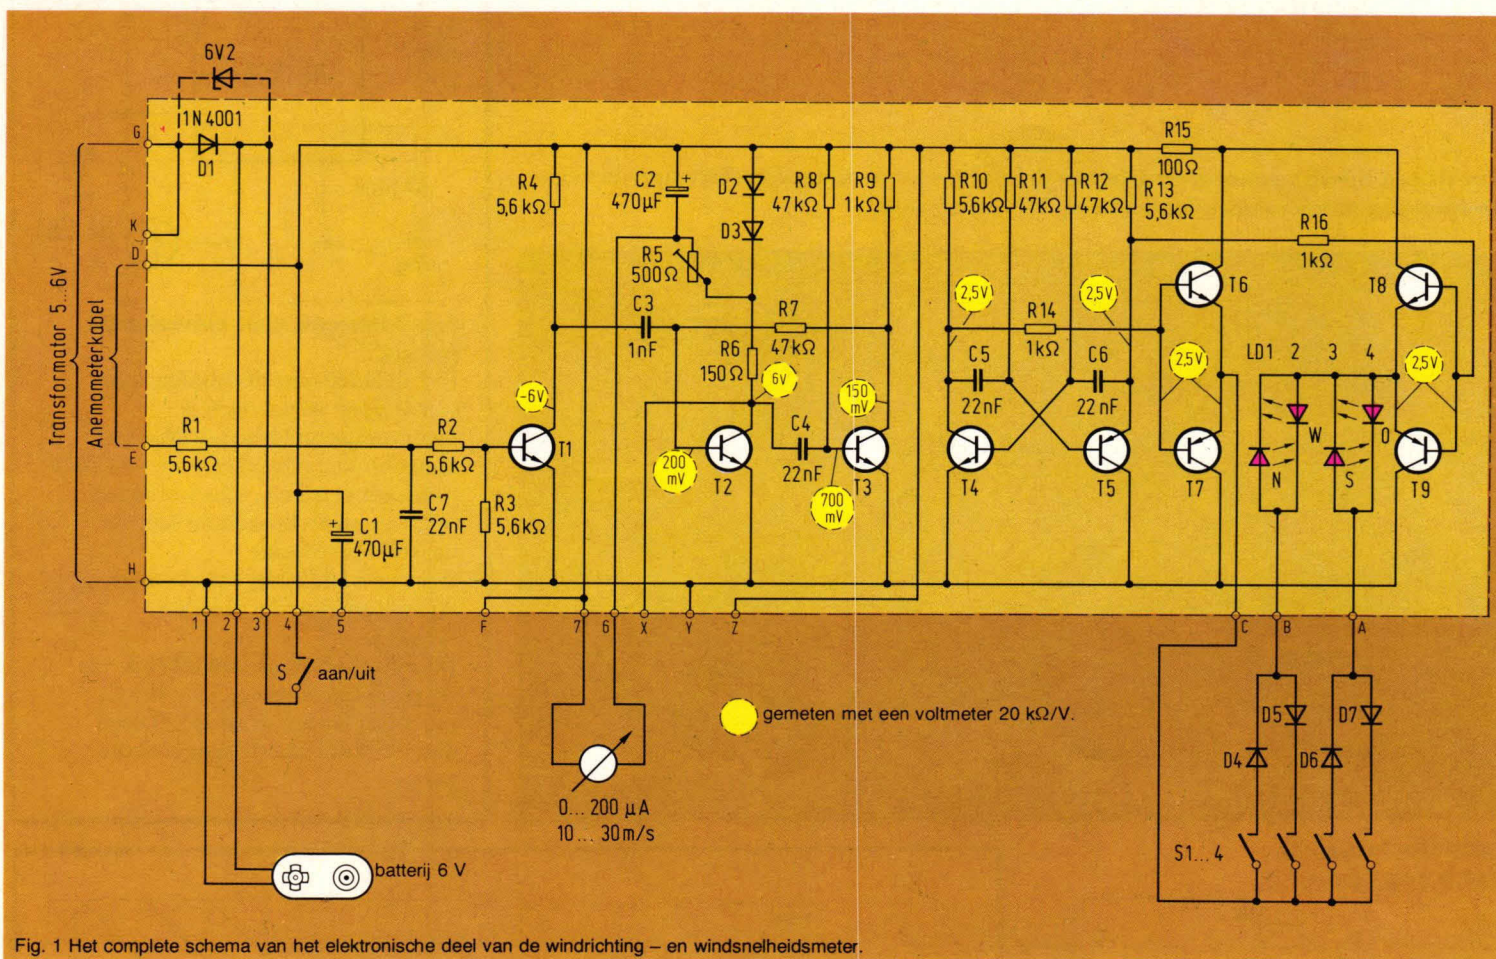 6V2
1N4001
D1
G
K
D
E
H
Transformator 5...6V
Anemometerkabel
R1
5,6kΩ
R2
5,6kΩ
C7
22nF
R3
5,6kΩ
C1
+
470µF
R4
5,6kΩ
C2
+
470µF
D2
D3
R5
500Ω
C3
1nF
R6
150Ω
R7
47kΩ
R8
47kΩ
R9
1kΩ
-6V
T1
200
mV
T2
6V
C4
22nF
700
mV
150
mV
T3
R10
5,6kΩ
R11
47kΩ
R12
47kΩ
R13
5,6kΩ
R15
100Ω
R16
1kΩ
2,5V
2,5V
R14
1kΩ
C5
22nF
C6
22nF
T4
T5
T6
2,5V
T7
T8
LD1... 2 3 4
2,5V
W
O
N
S
T9
1
2
3
4
5
F
7
6
X
Y
Z
C
B
A
S aan/uit
0...200 µA
10...30m/s
batterij 6 V
gemeten met een voltmeter 20 kΩ/V.
D5
D7
D4
D6
S1...4
Fig. 1 Het complete schema van het elektronische deel van de windrichting – en windsnelheidsmeter.